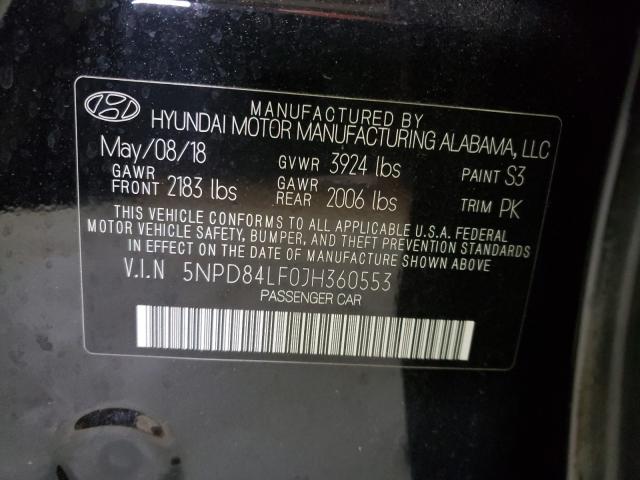 MANUFACTURED BY
HYUNDAI MOTOR MANUFACTURING ALABAMA, LLC
May/08/18 GVWR 3924 lbs PAINT S3
GAWR FRONT 2183 lbs GAWR REAR 2006 lbs TRIM PK
THIS VEHICLE CONFORMS TO ALL APPLICABLE U.S.A. FEDERAL
MOTOR VEHICLE SAFETY, BUMPER, AND THEFT PREVENTION STANDARDS
IN EFFECT ON THE DATE OF MANUFACTURE SHOWN ABOVE
V.I.N 5NPD84LF0JH360553
PASSENGER CAR